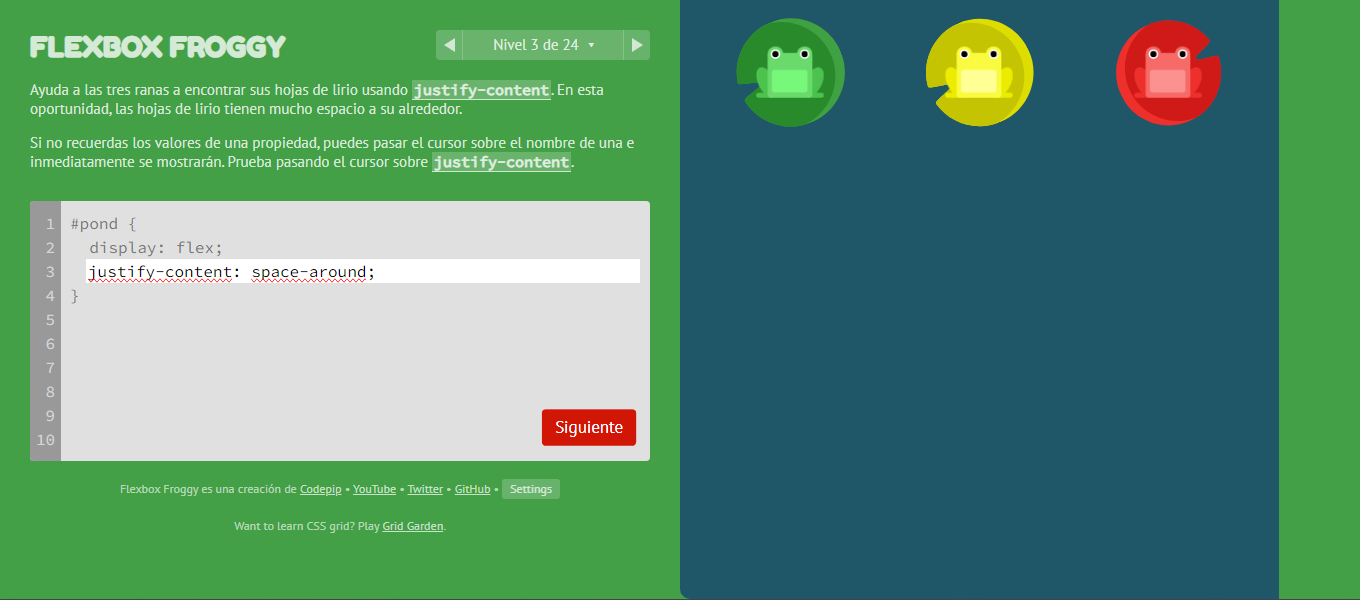 FLEXBOX FROGGY
Nivel 3 de 24
Ayuda a las tres ranas a encontrar sus hojas de lirio usando justify-content. En esta
oportunidad, las hojas de lirio tienen mucho espacio a su alrededor.
Si no recuerdas los valores de una propiedad, puedes pasar el cursor sobre el nombre de una e
inmediatamente se mostrarán. Prueba pasando el cursor sobre justify-content.
1 #pond {
2 display: flex;
3 justify-content: space-around;
4 }
5
6
7
8
9
10
Siguiente
Flexbox Froggy es una creación de Codepip • YouTube • Twitter • GitHub • Settings
Want to learn CSS grid? Play Grid Garden.